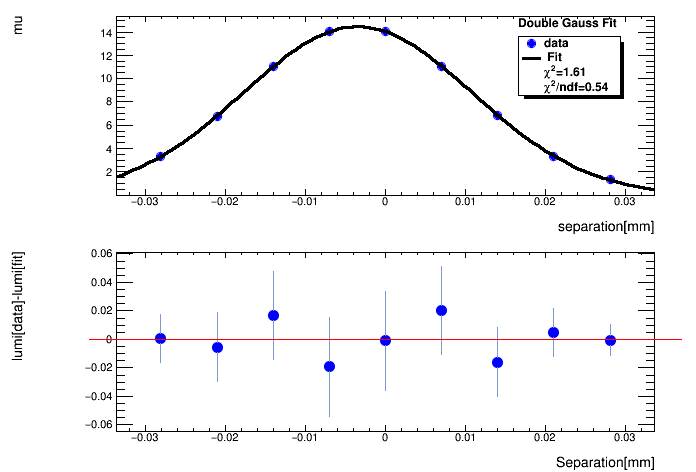 mu
Double Gauss Fit
data
Fit
χ²=1.61
χ²/ndf=0.54
14
12
10
8
6
4
2
−0.03 −0.02 −0.01 0 0.01 0.02 0.03
separation[mm]
lumi[data]-lumi[fit]
0.06
0.04
0.02
0
−0.02
−0.04
−0.06
−0.03 −0.02 −0.01 0 0.01 0.02 0.03
Separation[mm]